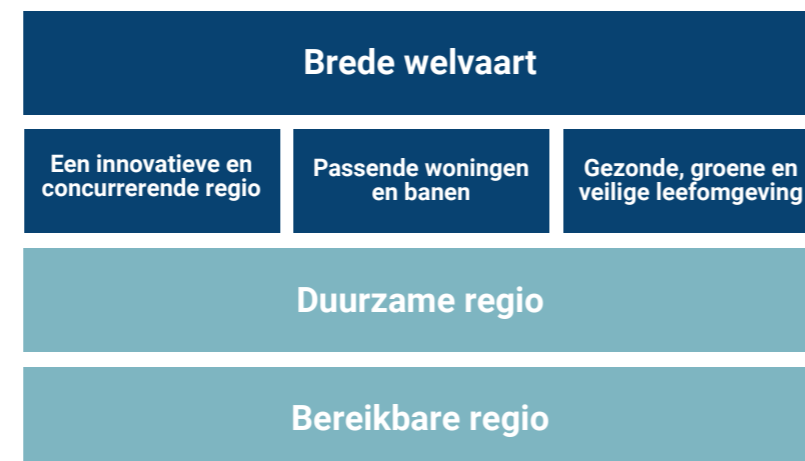 Brede welvaart
Een innovatieve en
concurrerende regio
Passende woningen
en banen
Gezonde, groene en
veilige leefomgeving
Duurzame regio
Bereikbare regio